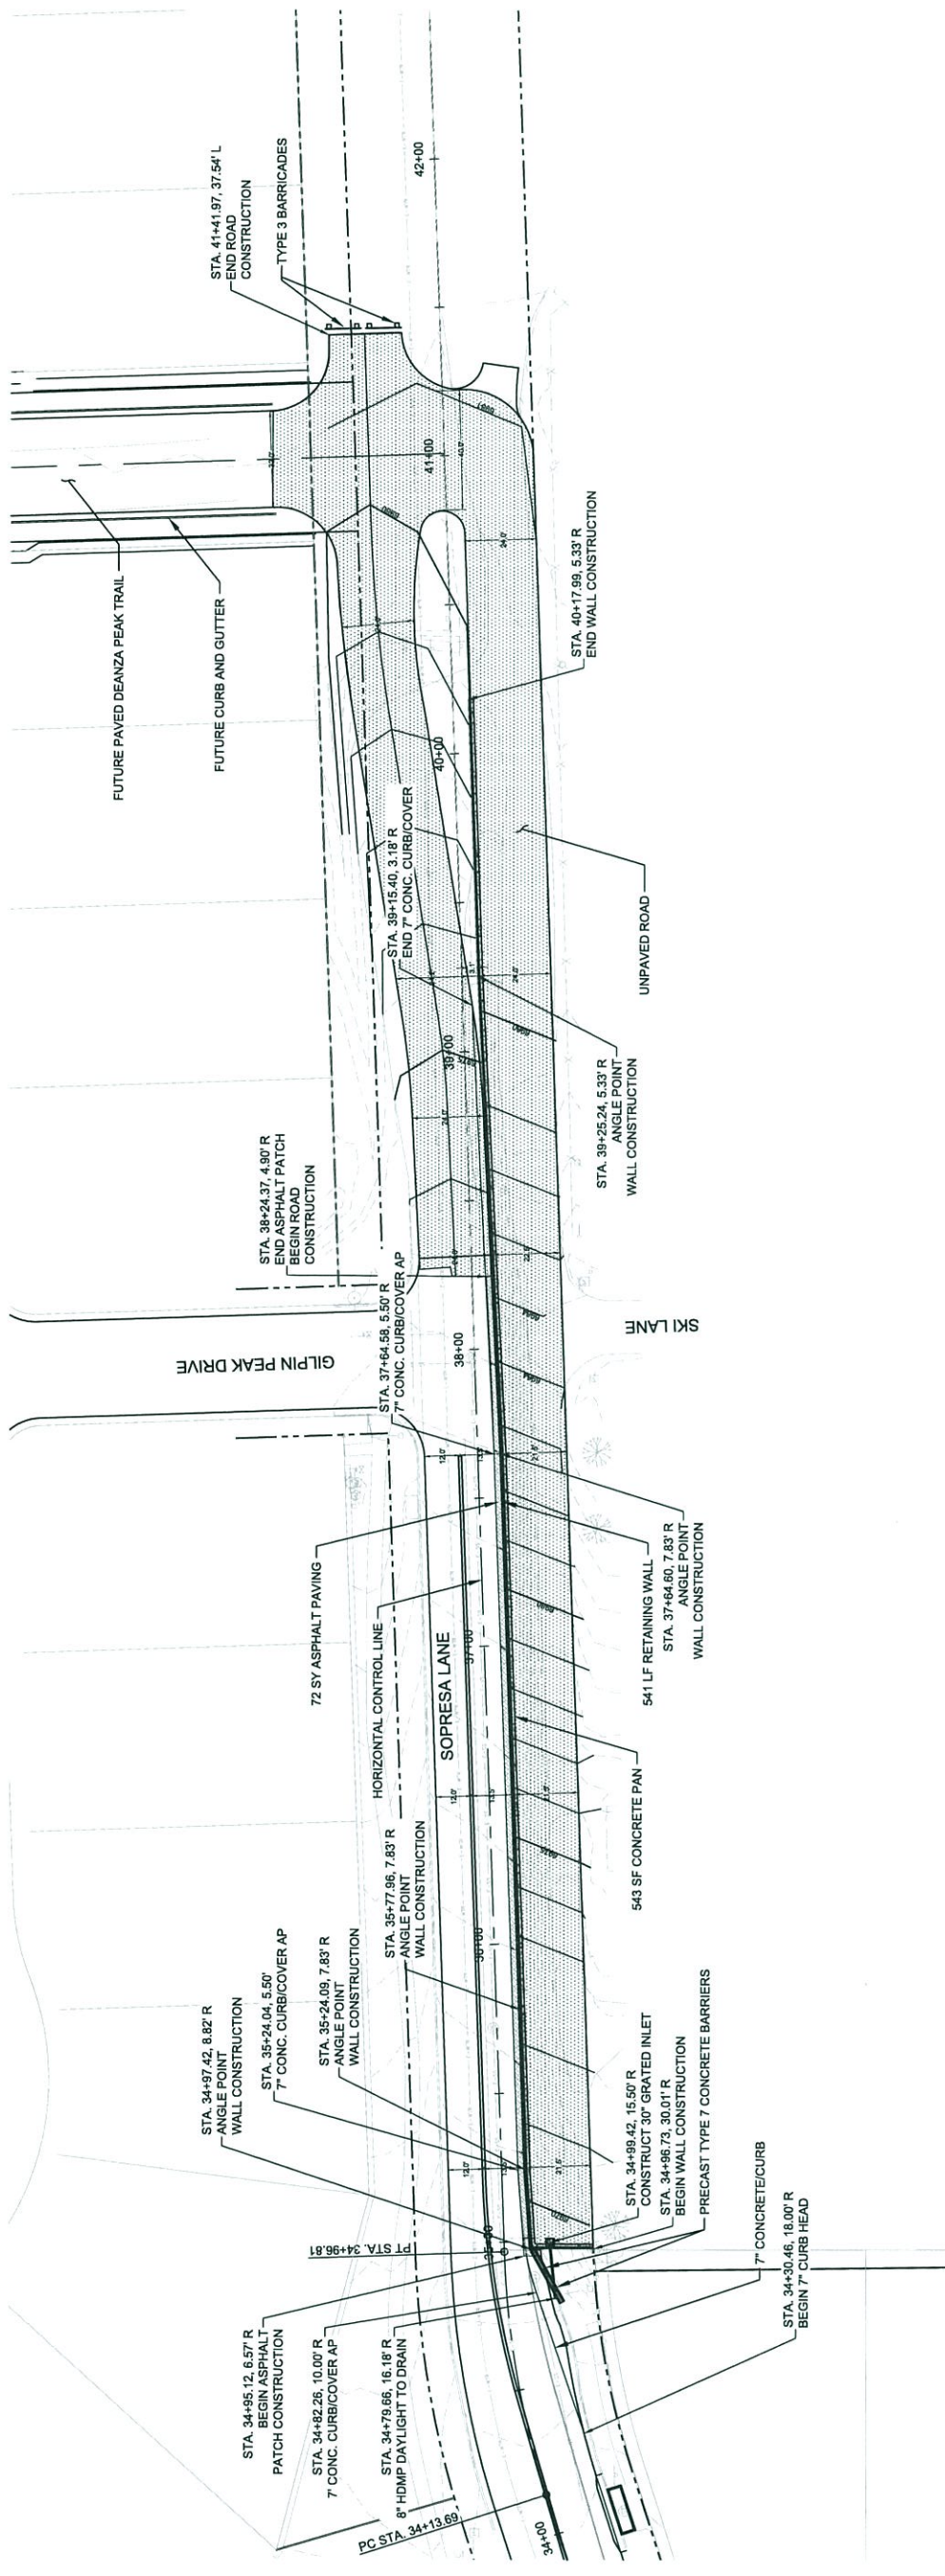 STA. 34+95.12, 6.57' R
BEGIN ASPHALT
PATCH CONSTRUCTION
STA. 34+82.26, 10.00' R
7' CONC. CURB/COVER AP
STA. 34+79.66, 16.18' R
8" HDMP DAYLIGHT TO DRAIN
PC STA. 34+13.69
34+00
STA. 34+97.42, 8.82' R
ANGLE POINT
WALL CONSTRUCTION
STA. 35+24.04, 5.50'
7" CONC. CURB/COVER AP
STA. 35+24.09, 7.83' R
ANGLE POINT
WALL CONSTRUCTION
PT STA. 34+96.81
35+00
STA. 35+77.96, 7.83' R
ANGLE POINT
WALL CONSTRUCTION
36+00
HORIZONTAL CONTROL LINE
72 SY ASPHALT PAVING
SOPRESA LANE
37+00
12.0'
12.0'
12.0'
STA. 37+64.58, 5.50' R
7" CONC. CURB/COVER AP
GILPIN PEAK DRIVE
38+00
STA. 38+24.37, 4.90' R
END ASPHALT PATCH
BEGIN ROAD
CONSTRUCTION
39+00
STA. 39+15.40, 3.18' R
END 7" CONC. CURB/COVER
40+00
FUTURE PAVED DEANZA PEAK TRAIL
FUTURE CURB AND GUTTER
41+00
STA. 41+41.97, 37.54' L
END ROAD
CONSTRUCTION
TYPE 3 BARRICADES
42+00
STA. 34+30.46, 18.00' R
BEGIN 7" CURB HEAD
7" CONCRETE/CURB
PRECAST TYPE 7 CONCRETE BARRIERS
STA. 34+96.73, 30.01' R
BEGIN WALL CONSTRUCTION
STA. 34+99.42, 15.50' R
CONSTRUCT 30" GRATED INLET
543 SF CONCRETE PAN
541 LF RETAINING WALL
STA. 37+64.60, 7.83' R
ANGLE POINT
WALL CONSTRUCTION
SKI LANE
STA. 39+25.24, 5.33' R
ANGLE POINT
WALL CONSTRUCTION
UNPAVED ROAD
24.0'
24.0'
STA. 40+17.99, 5.33' R
END WALL CONSTRUCTION